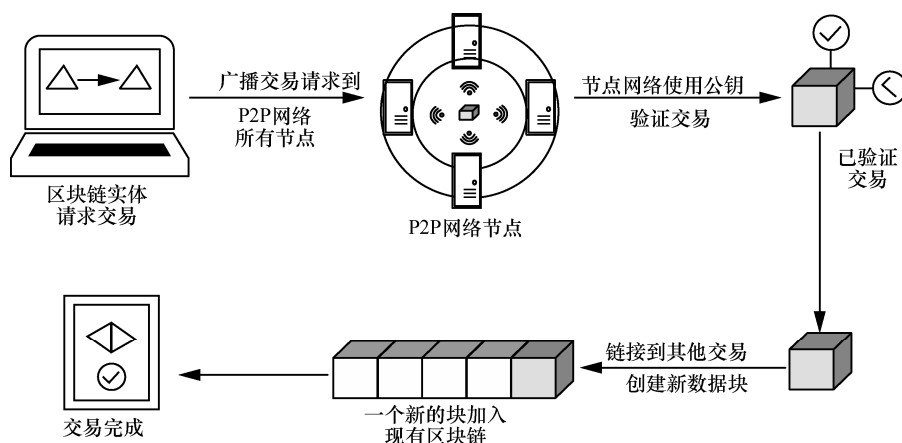 广播交易请求到
P2P网络
所有节点
节点网络使用公钥
验证交易
区块链实体
请求交易
P2P网络节点
已验证
交易
链接到其他交易
创建新数据块
一个新的块加入
现有区块链
交易完成